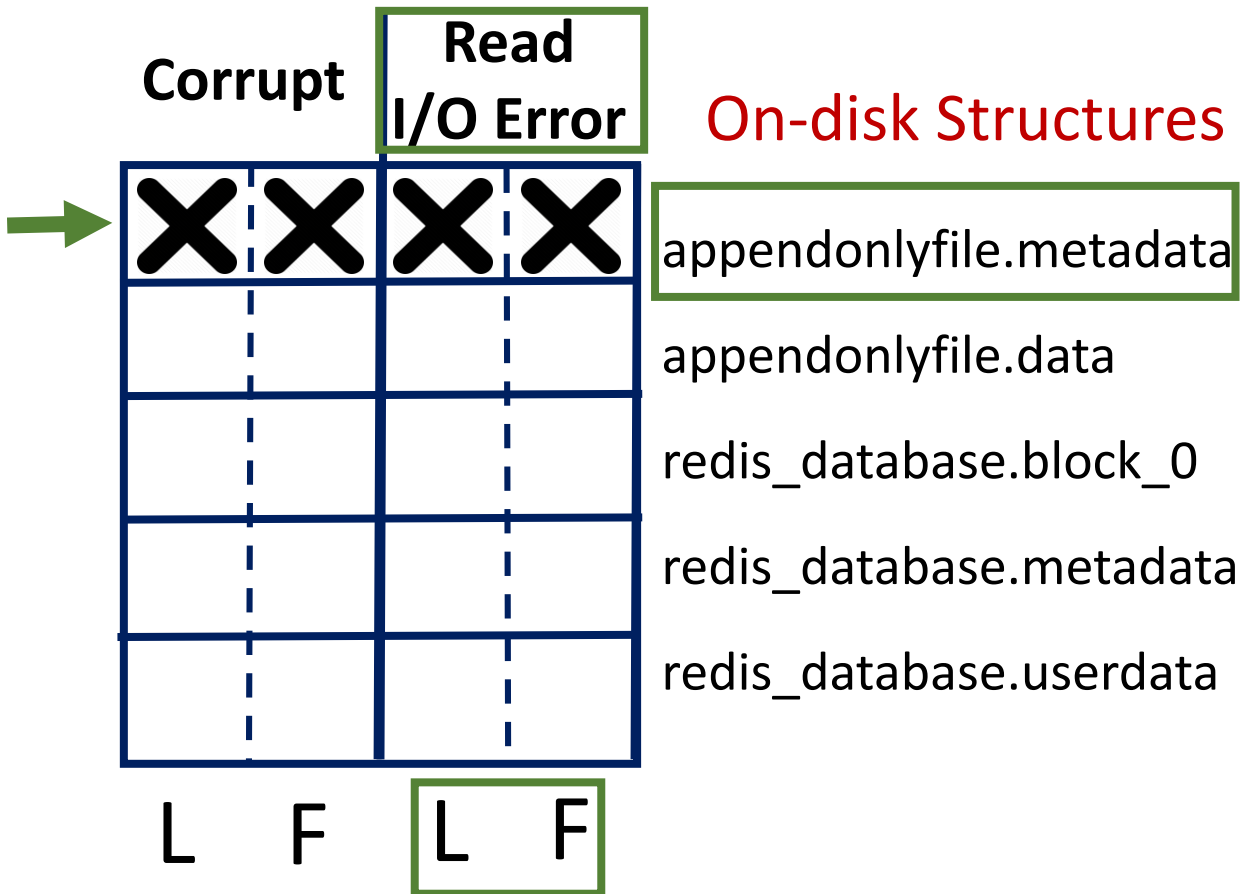 Corrupt
Read
I/O Error
On-disk Structures
appendonlyfile.metadata
appendonlyfile.data
redis_database.block_0
redis_database.metadata
redis_database.userdata
L F L F